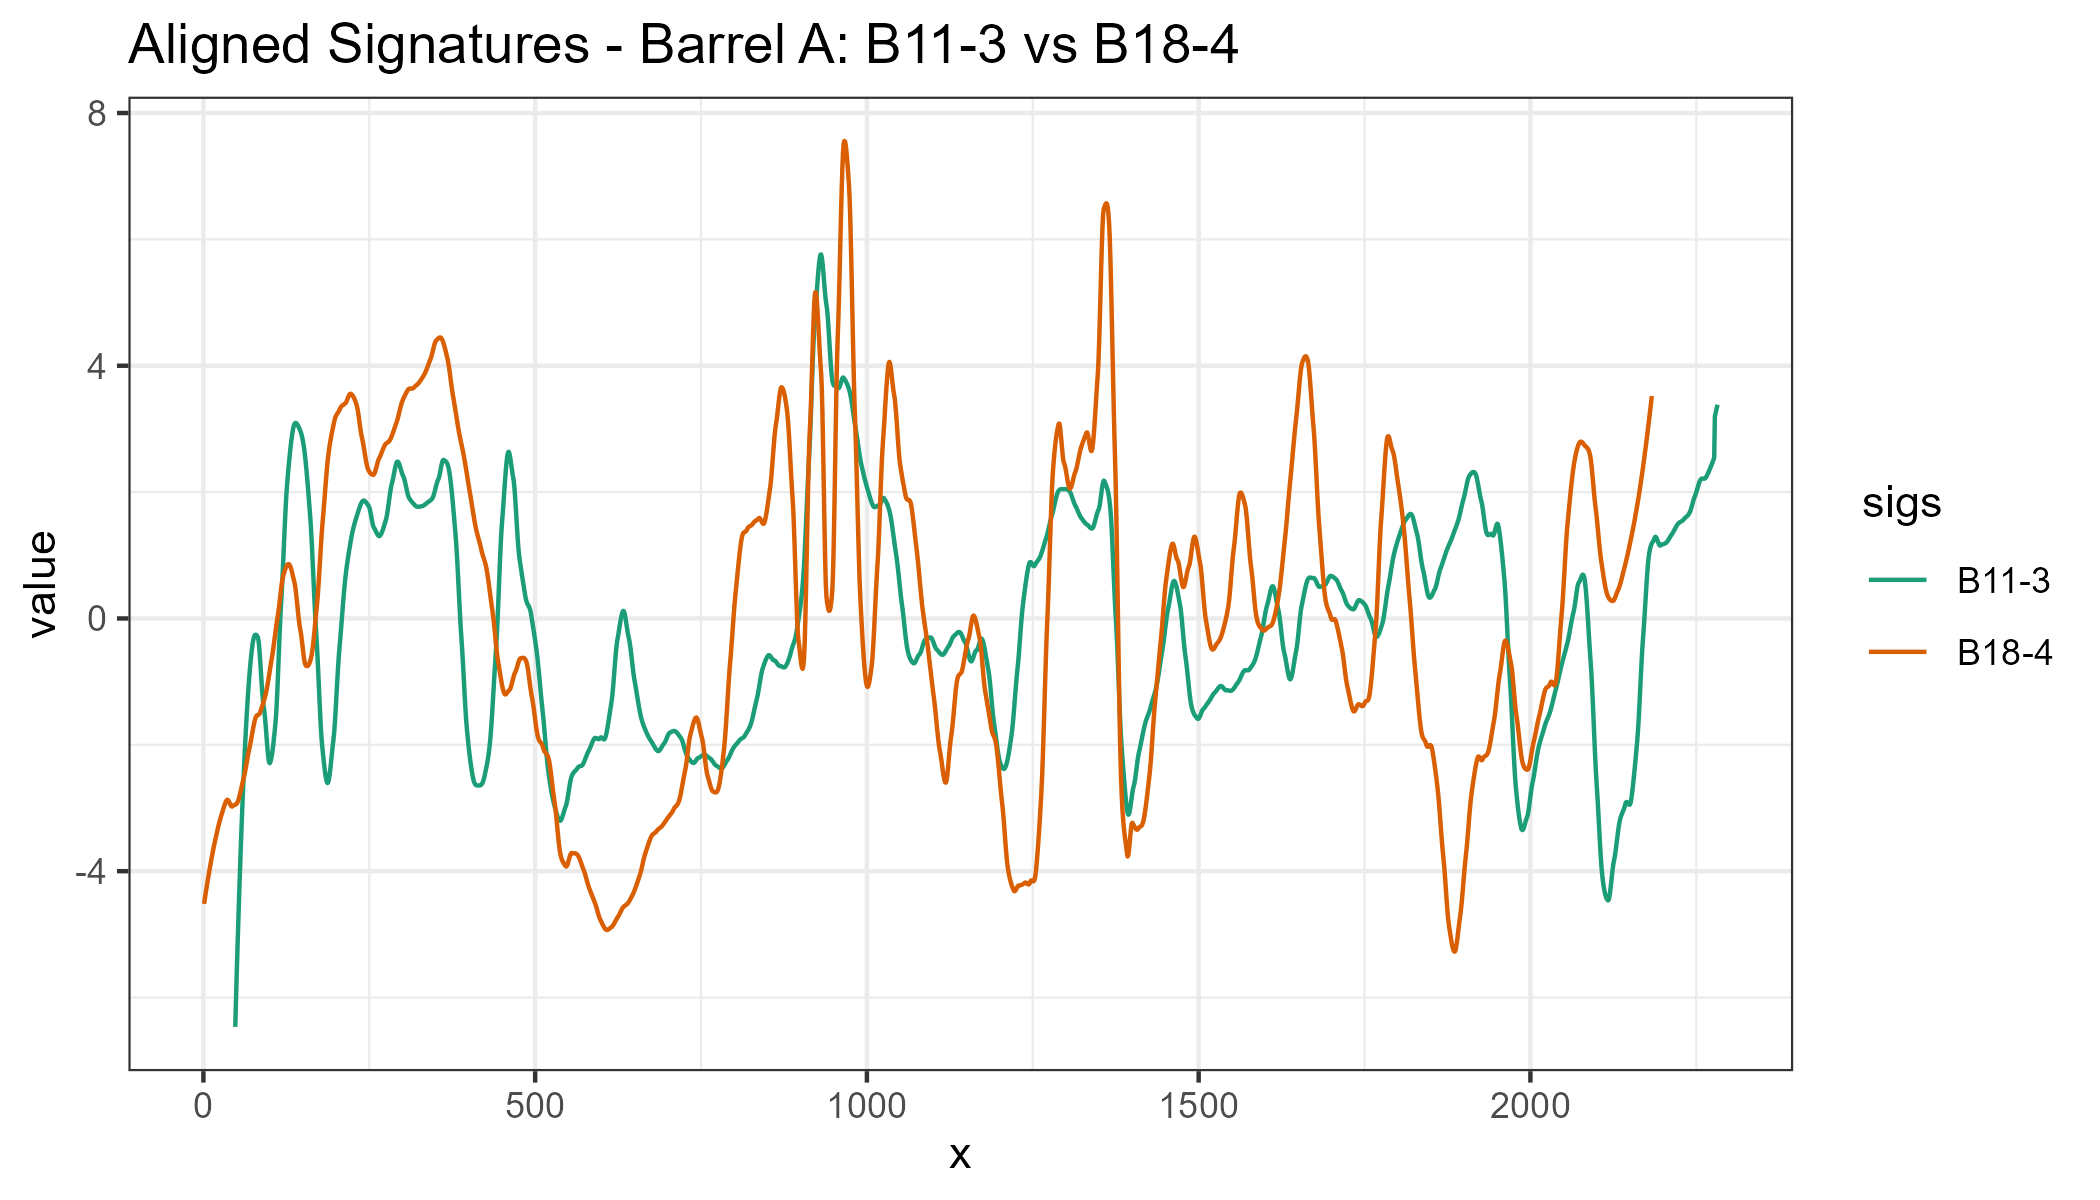 Aligned Signatures - Barrel A: B11-3 vs B18-4
8
4
0
-4
value
0 500 1000 1500 2000
x
sigs
B11-3
B18-4